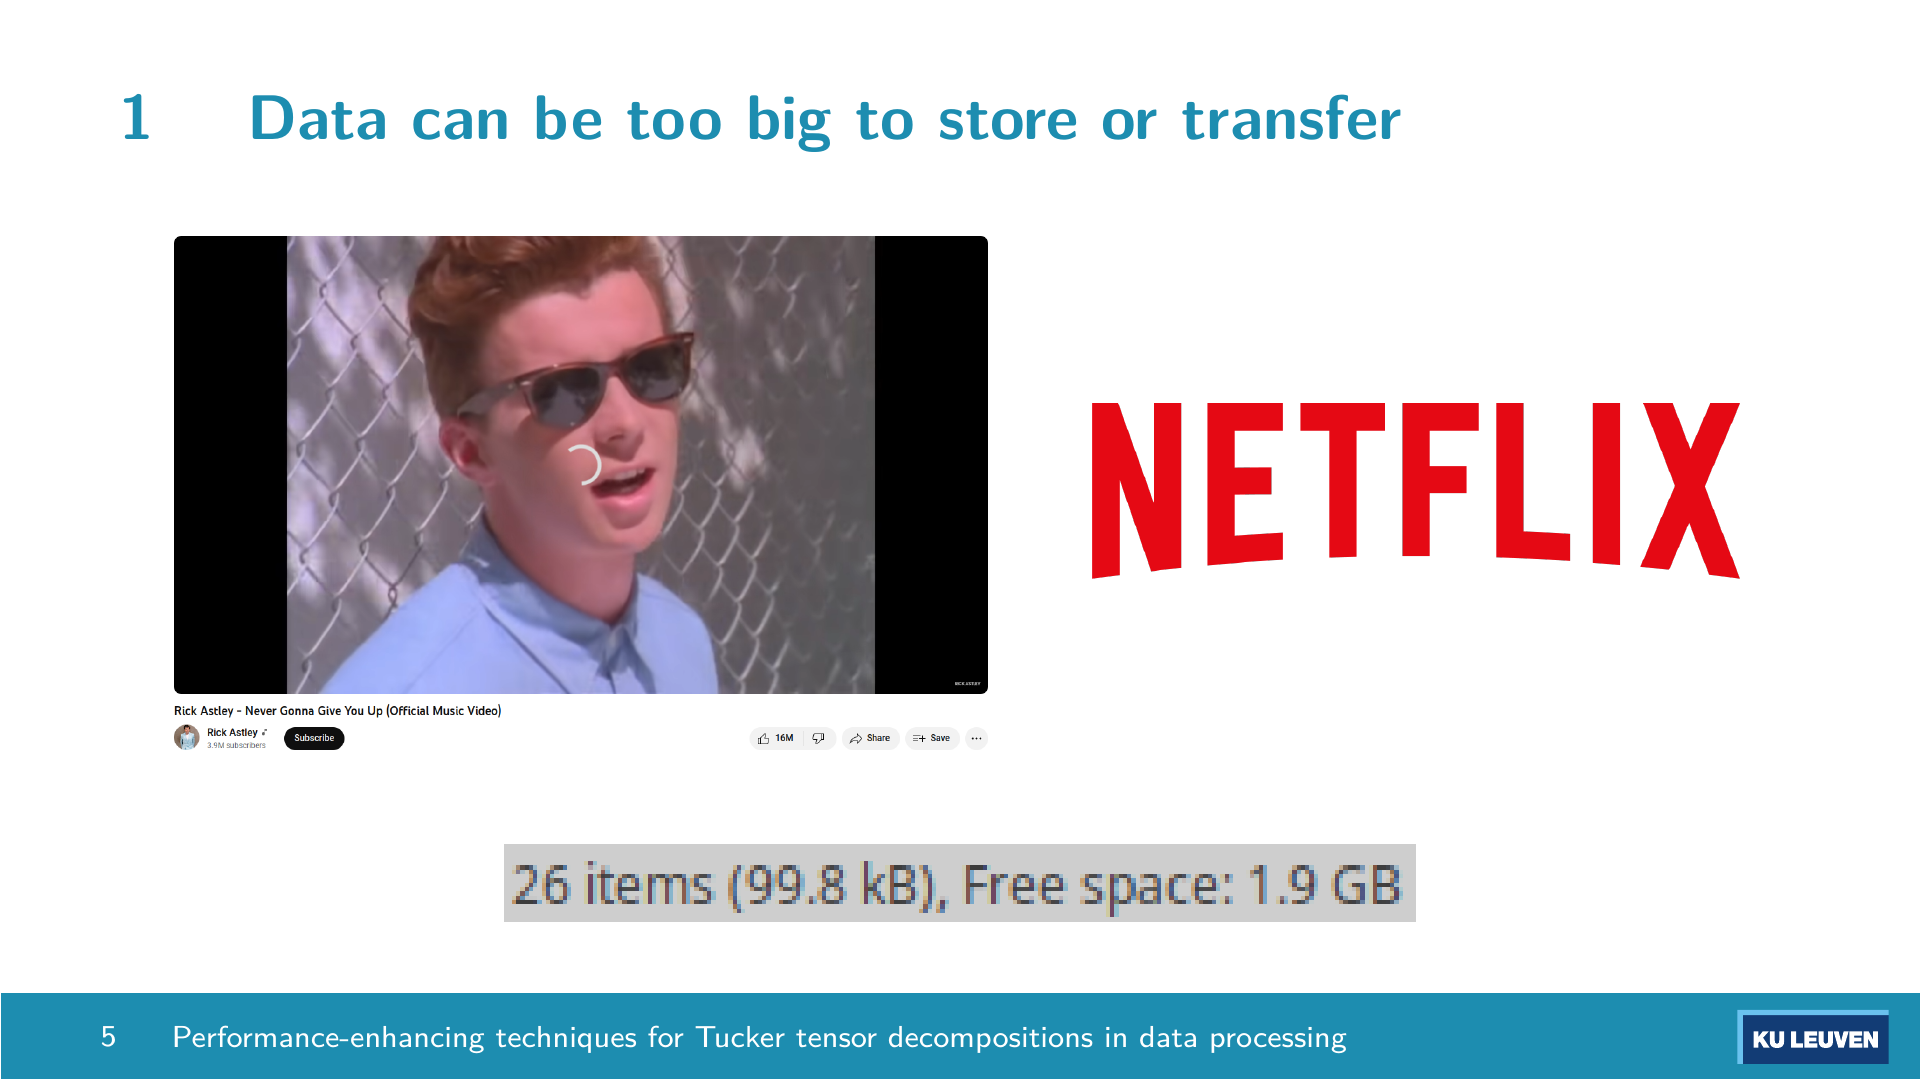 1 Data can be too big to store or transfer
RICK ASTLEY
NETFLIX
Rick Astley - Never Gonna Give You Up (Official Music Video)
Rick Astley
3.9M subscribers
Subscribe
16M
Share
Save
26 items (99.8 kB), Free space: 1.9 GB
5 Performance-enhancing techniques for Tucker tensor decompositions in data processing
KU LEUVEN